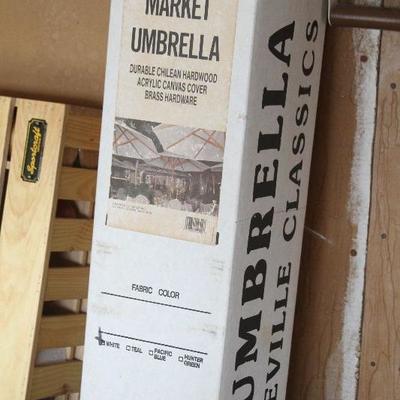 MARKET
UMBRELLA
DURABLE CHILEAN HARDWOOD
ACRYLIC CANVAS COVER
BRASS HARDWARE
FABRIC COLOR
WHITE TEAL PACIFIC BLUE HUNTER GREEN
UMBRELLA
EVILLE CLASSICS
Sportcraft